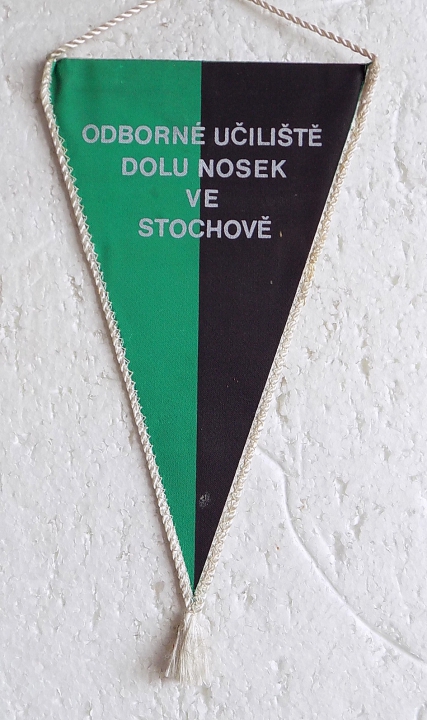 ODBORNÉ UČILIŠTĚ
DOLU NOSEK
VE
STOCHOVĚ